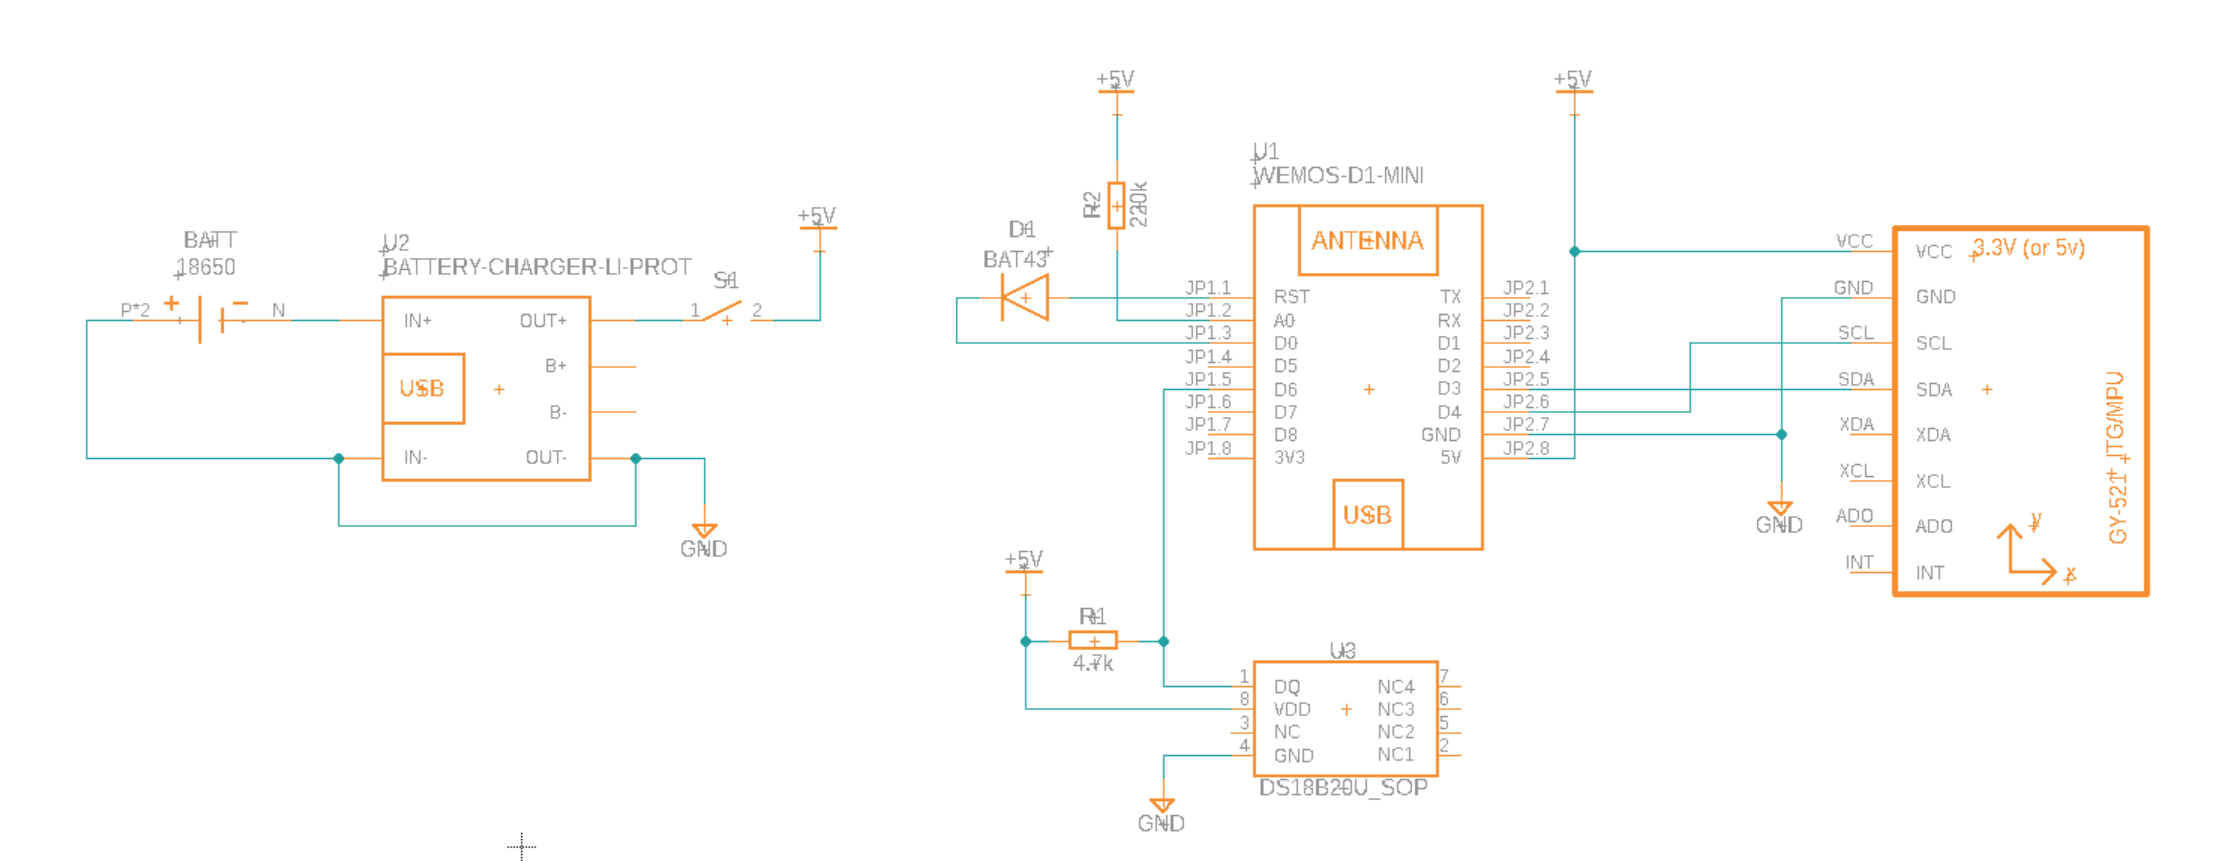 BATT
18650
P*2
+
−
N
U2
BATTERY-CHARGER-LI-PROT
IN+
OUT+
B+
USB
B-
IN-
OUT-
S1
1
2
+5V
GND
+5V
R2
220k
D1
BAT43
U1
WEMOS-D1-MINI
ANTENNA
JP1.1 RST TX JP2.1
JP1.2 A0 RX JP2.2
JP1.3 D0 D1 JP2.3
JP1.4 D5 D2 JP2.4
JP1.5 D6 D3 JP2.5
JP1.6 D7 D4 JP2.6
JP1.7 D8 GND JP2.7
JP1.8 3V3 5V JP2.8
USB
+5V
R1
4.7k
U3
1 DQ NC4 7
8 VDD NC3 6
3 NC NC2 5
4 GND NC1 2
DS18B20U_SOP
GND
+5V
GND
VCC VCC 3.3V (or 5v)
GND GND
SCL SCL
SDA SDA
XDA XDA
XCL XCL
ADO ADO
INT INT
GY-521 ITG/MPU
y
x